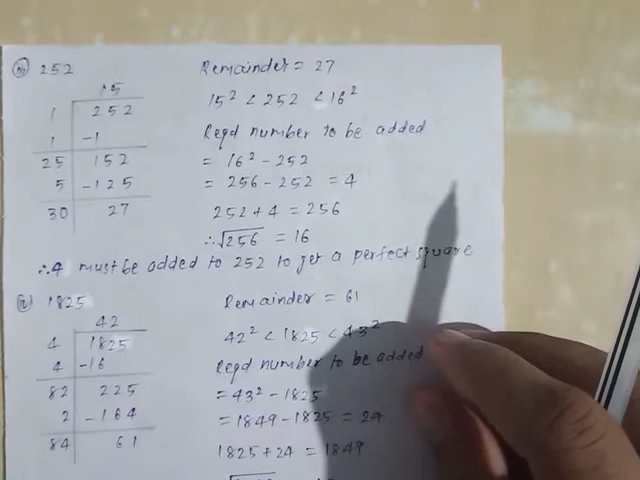 (iii) 252
15
1 | 252
1 | -1
25 | 152
5 | -125
30 | 27
Remainder = 27
15² < 252 < 16²
Reqd number to be added
= 16² - 252
= 256 - 252 = 4
252 + 4 = 256
∴ √256 = 16
∴ 4 must be added to 252 to get a perfect square
(iv) 1825
42
4 | 1825
4 | -16
82 | 225
2 | -164
84 | 61
Remainder = 61
42² < 1825 < 43²
Reqd number to be added
= 43² - 1825
= 1849 - 1825 = 24
1825 + 24 = 1849